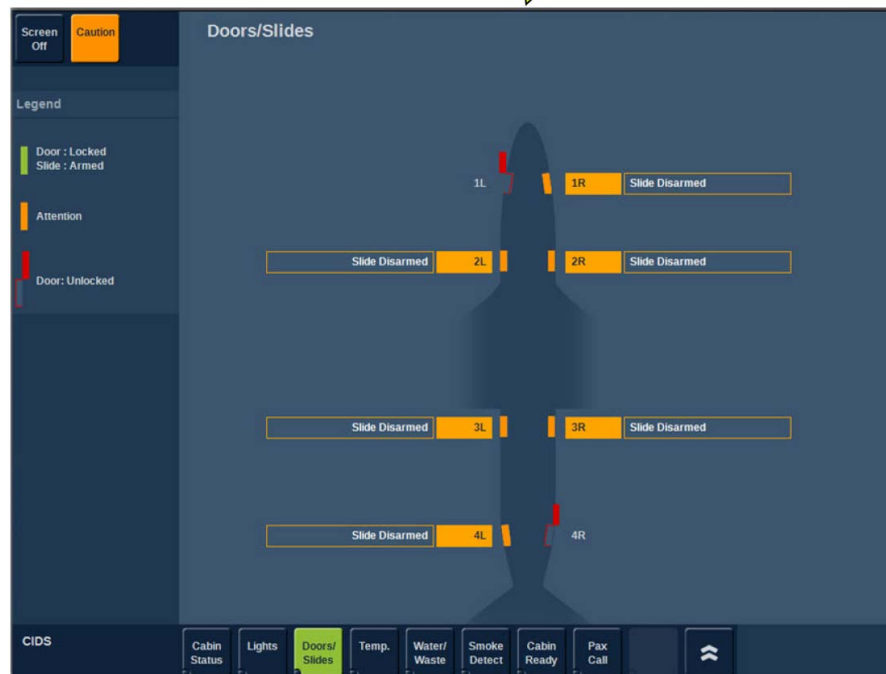 Screen
Off
Caution
Doors/Slides
Legend
Door : Locked
Slide : Armed
Attention
Door: Unlocked
1L
1R
Slide Disarmed
Slide Disarmed
2L
2R
Slide Disarmed
Slide Disarmed
3L
3R
Slide Disarmed
Slide Disarmed
4L
4R
CIDS
Cabin
Status
Lights
Doors/
Slides
Temp.
Water/
Waste
Smoke
Detect
Cabin
Ready
Pax
Call